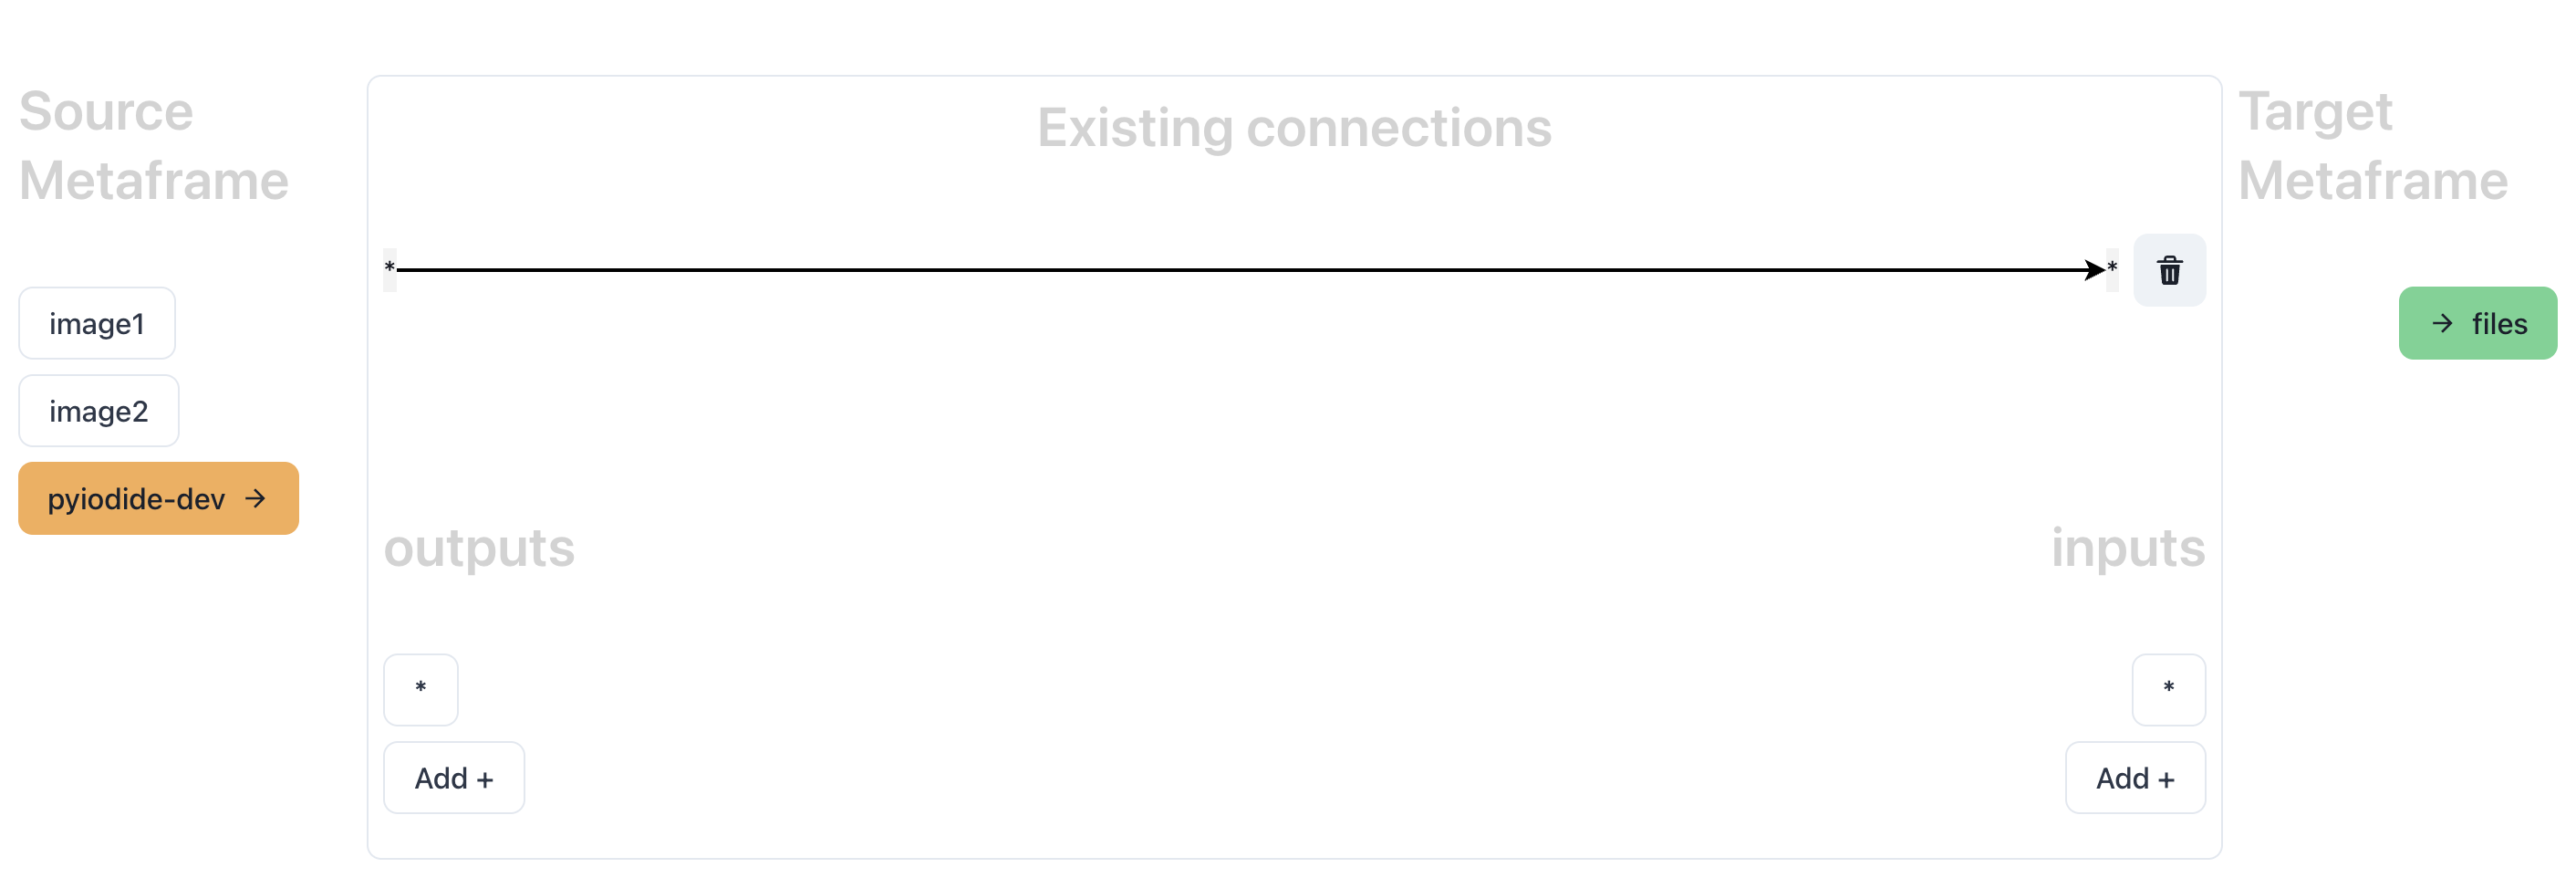 Source
Metaframe
image1
image2
pyiodide-dev →
Existing connections
* *
outputs
inputs
*
*
Add +
Add +
Target
Metaframe
→ files